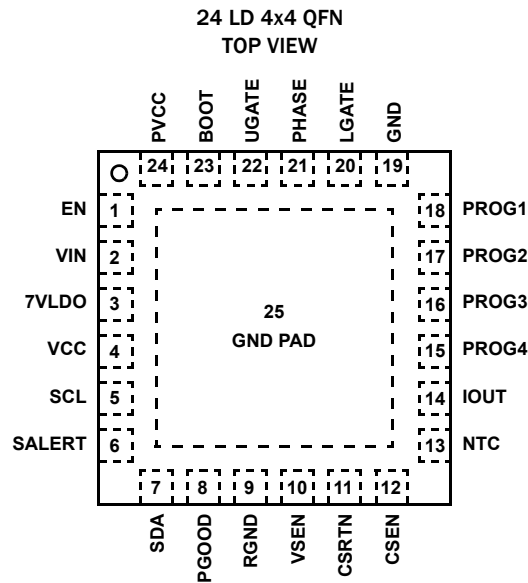 24 LD 4x4 QFN
TOP VIEW
PVCC
BOOT
UGATE
PHASE
LGATE
GND
24 23 22 21 20 19
EN 1 18 PROG1
VIN 2 17 PROG2
7VLDO 3 16 PROG3
25
GND PAD
VCC 4 15 PROG4
SCL 5 14 IOUT
SALERT 6 13 NTC
7 8 9 10 11 12
SDA
PGOOD
RGND
VSEN
CSRTN
CSEN